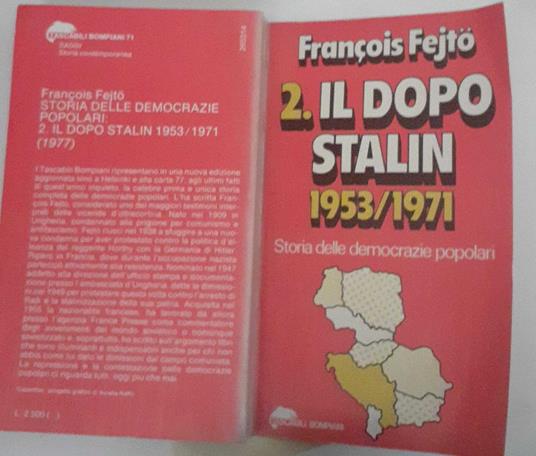 TASCABILI BOMPIANI 71
SAGGI
Storia contemporanea
François Fejtö
STORIA DELLE DEMOCRAZIE
POPOLARI:
2. IL DOPO STALIN 1953/1971
(1977)
I Tascabili Bompiani ripresentano in una nuova edizione
aggiornata sino a Helsinki e alla carta 77, agli ultimi fatti
di quest'anno inquieto, la celebre prima e unica storia
completa delle democrazie popolari. L'ha scritta Fran-
çois Fejtö, considerato uno dei maggiori testimoni inter-
preti delle vicende d'oltrecortina. Nato nel 1909 in
Ungheria, condannato alla prigione per comunismo e
antifascismo, Fejtö riuscì nel 1938 a sfuggire a una nuo-
va condanna per aver protestato contro la politica d'al-
leanza del reggente Horthy con la Germania di Hitler.
Riparò in Francia, dove durante l'occupazione nazista
partecipò attivamente alla resistenza. Nominato nel 1947
addetto alla direzione dell'ufficio stampa e documenta-
zione presso l'ambasciata d'Ungheria, dette le dimissio-
ni nel 1949 per protestare questa volta contro l'arresto di
Rajk e la stalinizzazione della sua patria. Acquisita nel
1955 la nazionalità francese, ha lavorato da allora
presso l'agenzia France Presse come commentatore
degli avvenimenti del mondo sovietico o comunque
sovietizzato e, soprattutto, ha scritto sull'argomento libri
che sono illuminanti e indispensabili anche per chi non
abbia come lui dato le dimissioni dal campo comunista.
La repressione e la contestazione nelle democrazie
popolari ci riguarda tutti, oggi più che mai.
Copertina: progetto grafico di
L. 2 500 (..)
François Fejtö
2. IL DOPO
STALIN
1953/1971
Storia delle democrazie popolari
TASCABILI BOMPIANI